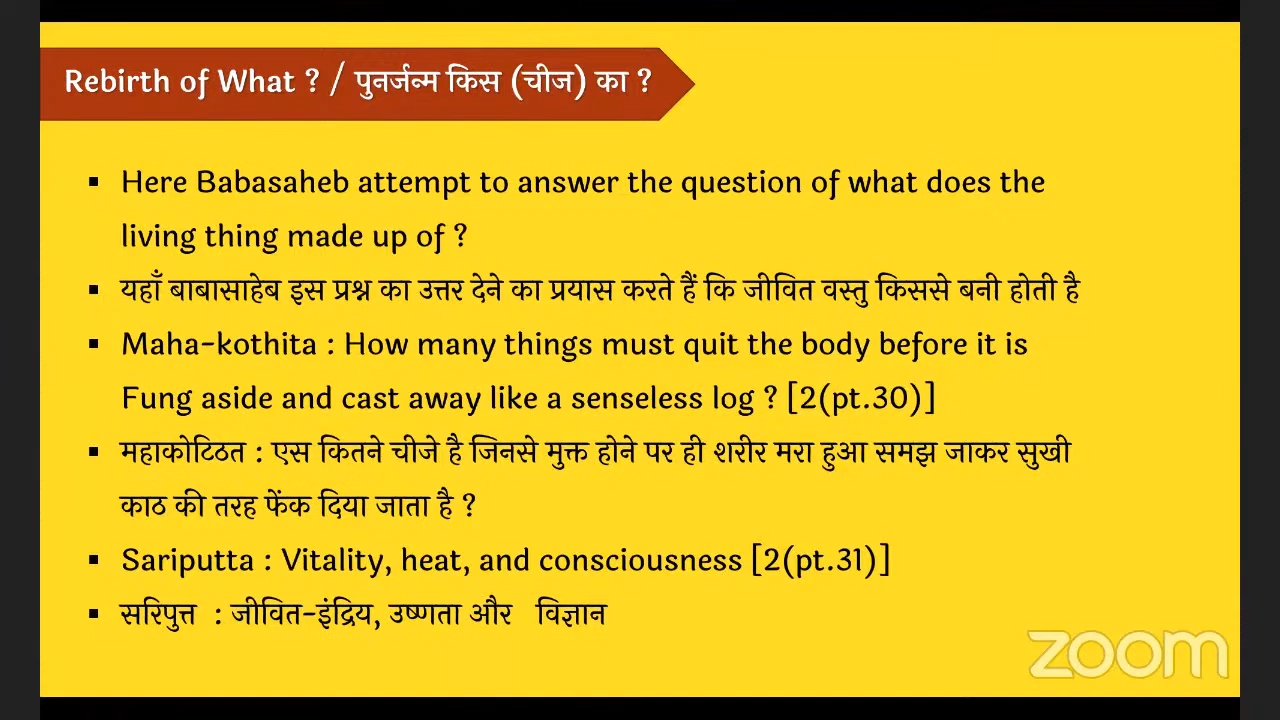 Rebirth of What ? / पुनर्जन्म किस (चीज) का ?
▪ Here Babasaheb attempt to answer the question of what does the
living thing made up of ?
▪ यहाँ बाबासाहेब इस प्रश्न का उत्तर देने का प्रयास करते हैं कि जीवित वस्तु किससे बनी होती है
▪ Maha-kothita : How many things must quit the body before it is
Fung aside and cast away like a senseless log ? [2(pt.30)]
▪ महाकोटिठत : एस कितने चीजे है जिनसे मुक्त होने पर ही शरीर मरा हुआ समझ जाकर सुखी
काठ की तरह फेंक दिया जाता है ?
▪ Sariputta : Vitality, heat, and consciousness [2(pt.31)]
▪ सरिपुत्त : जीवित-इंद्रिय, उष्णता और विज्ञान
zoom